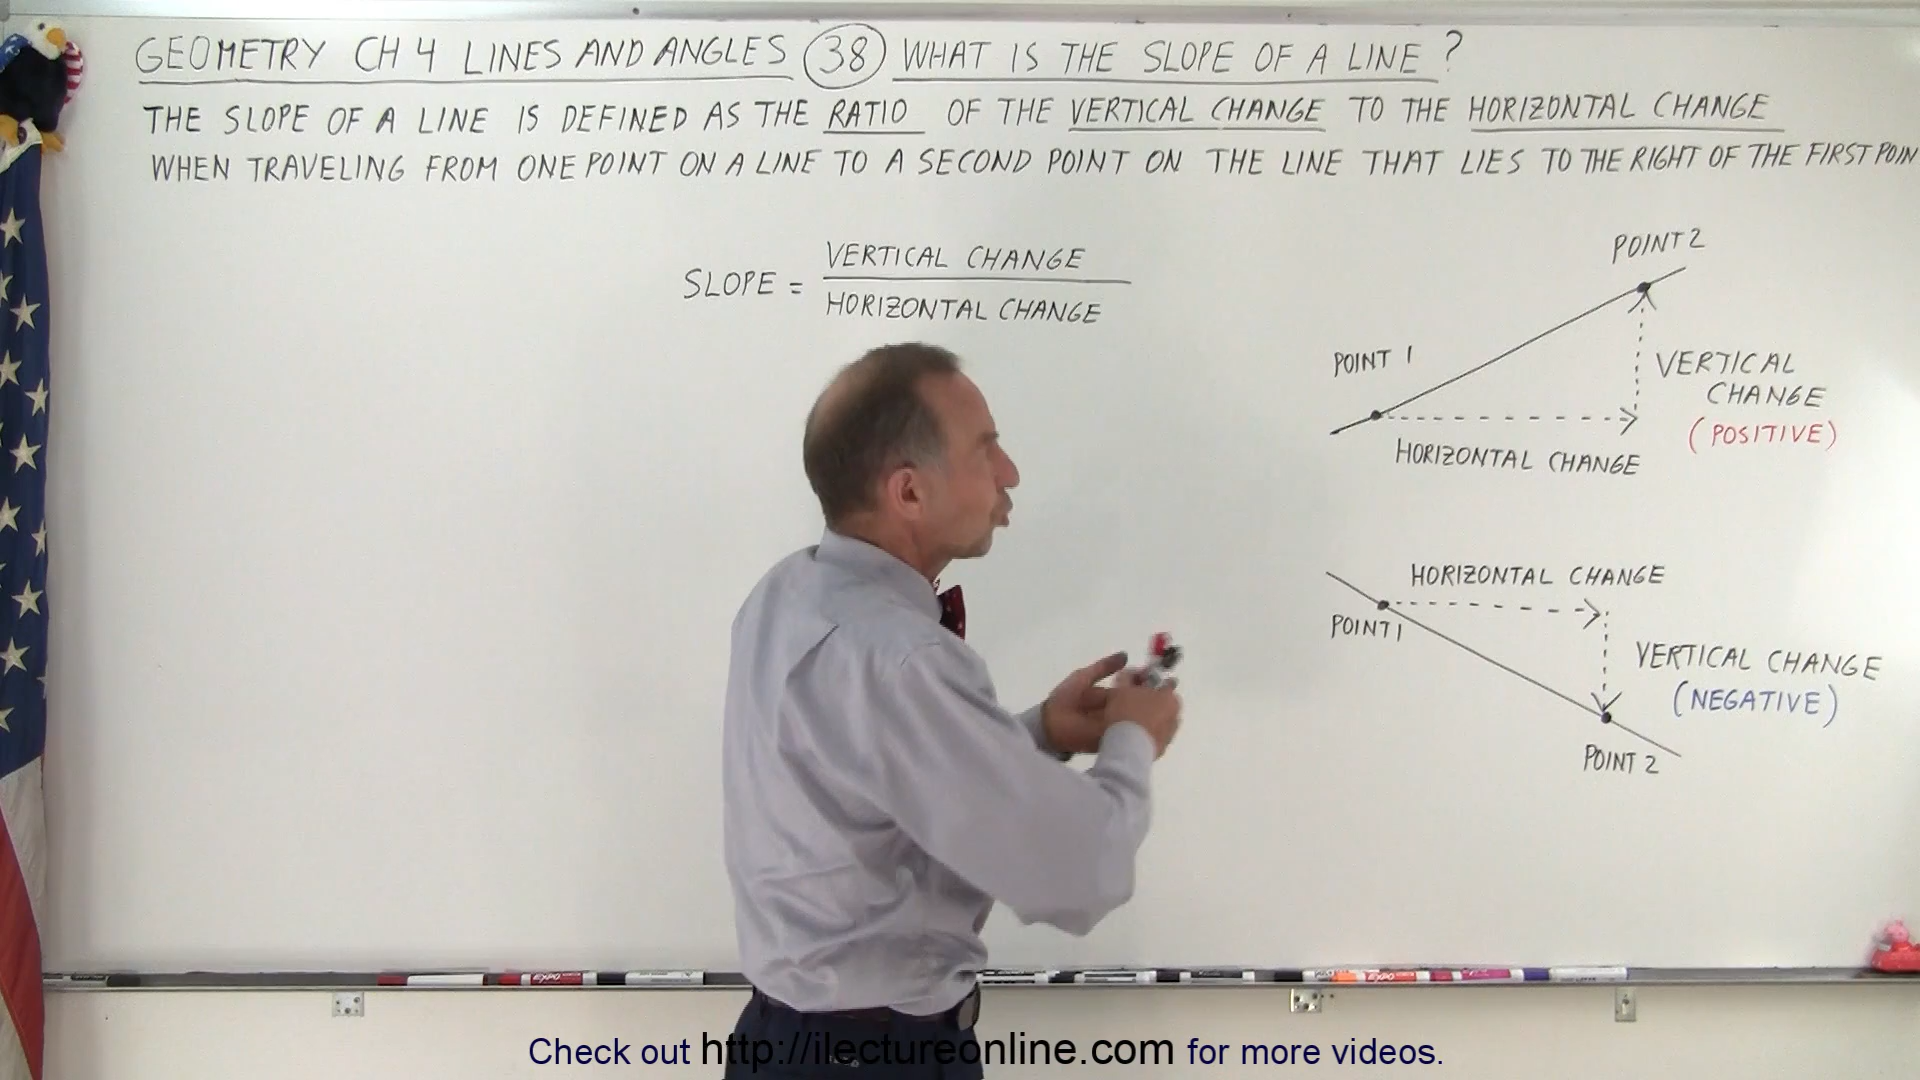 GEOMETRY CH 4 LINES AND ANGLES 38 WHAT IS THE SLOPE OF A LINE ?
THE SLOPE OF A LINE IS DEFINED AS THE RATIO OF THE VERTICAL CHANGE TO THE HORIZONTAL CHANGE
WHEN TRAVELING FROM ONE POINT ON A LINE TO A SECOND POINT ON THE LINE THAT LIES TO THE RIGHT OF THE FIRST POIN
SLOPE = VERTICAL CHANGE
HORIZONTAL CHANGE
POINT 2
POINT 1
VERTICAL
CHANGE
(POSITIVE)
HORIZONTAL CHANGE
HORIZONTAL CHANGE
POINT 1
VERTICAL CHANGE
(NEGATIVE)
POINT 2
EXPO
EXPO
Check out http://ilectureonline.com for more videos.